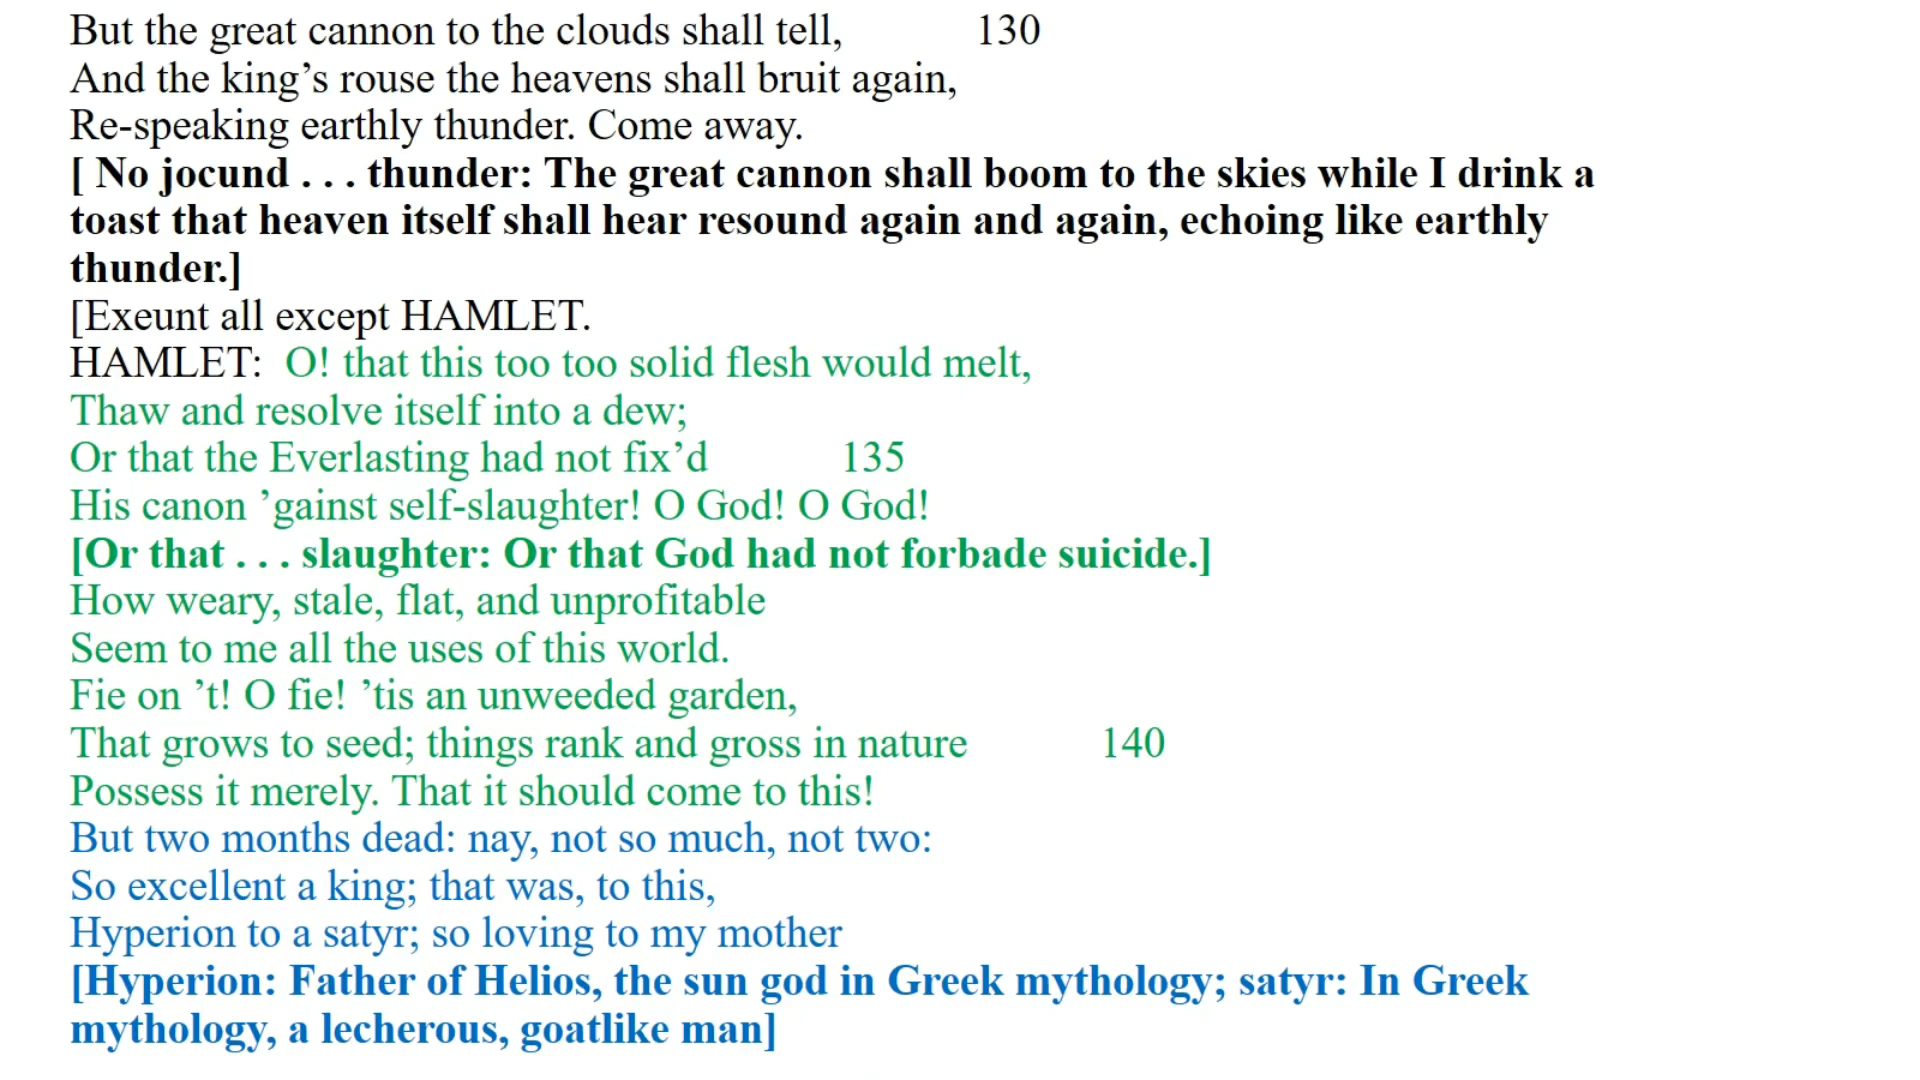 But the great cannon to the clouds shall tell, 130
And the king’s rouse the heavens shall bruit again,
Re-speaking earthly thunder. Come away.
[ No jocund . . . thunder: The great cannon shall boom to the skies while I drink a
toast that heaven itself shall hear resound again and again, echoing like earthly
thunder.]
[Exeunt all except HAMLET.
HAMLET: O! that this too too solid flesh would melt,
Thaw and resolve itself into a dew;
Or that the Everlasting had not fix’d 135
His canon ’gainst self-slaughter! O God! O God!
[Or that . . . slaughter: Or that God had not forbade suicide.]
How weary, stale, flat, and unprofitable
Seem to me all the uses of this world.
Fie on ’t! O fie! ’tis an unweeded garden,
That grows to seed; things rank and gross in nature 140
Possess it merely. That it should come to this!
But two months dead: nay, not so much, not two:
So excellent a king; that was, to this,
Hyperion to a satyr; so loving to my mother
[Hyperion: Father of Helios, the sun god in Greek mythology; satyr: In Greek
mythology, a lecherous, goatlike man]